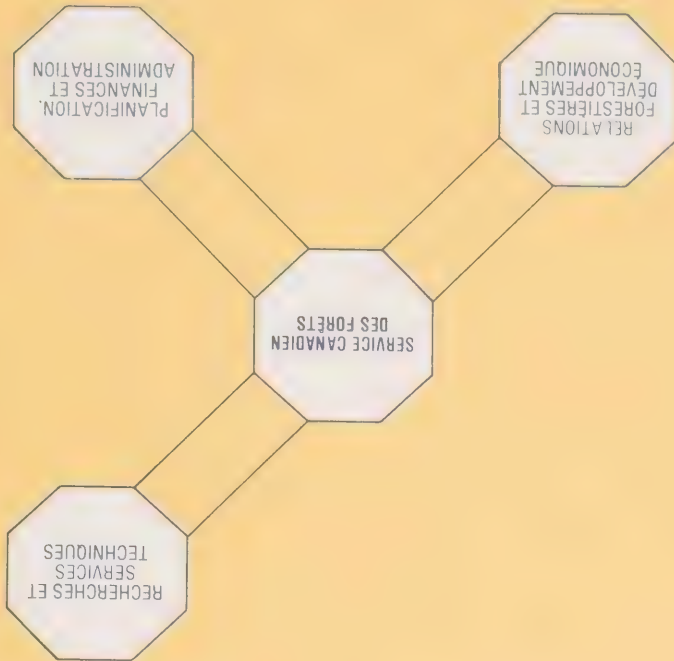 RECHERCHES ET
SERVICES
TECHNIQUES
SERVICE CANADIEN
DES FORÊTS
RELATIONS
FORESTIÈRES ET
DÉVELOPPEMENT
ÉCONOMIQUE
PLANIFICATION.
FINANCES ET
ADMINISTRATION